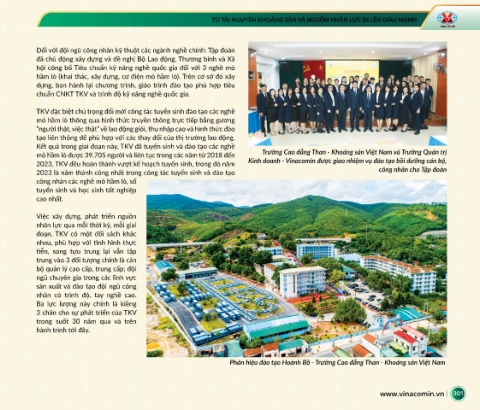 TỪ TÀI NGUYÊN KHOÁNG SẢN VÀ NGUỒN NHÂN LỰC ĐI LÊN GIÀU MẠNH
Đối với đội ngũ công nhân kỹ thuật các ngành nghề chính: Tập đoàn
đã chủ động xây dựng và đề nghị Bộ Lao động, Thương binh và Xã
hội công bố Tiêu chuẩn kỹ năng nghề quốc gia đối với 3 nghề mỏ
hầm lò (khai thác, xây dựng, cơ điện mỏ hầm lò). Trên cơ sở đó xây
dựng, ban hành lại chương trình, giáo trình đào tạo phù hợp tiêu
chuẩn CNKT TKV và trình độ kỹ năng nghề quốc gia.
TKV đặc biệt chú trọng đổi mới công tác tuyển sinh đào tạo các nghề
mỏ hầm lò thông qua hình thức truyền thông trực tiếp bằng gương
"người thật, việc thật" về lao động giỏi, thu nhập cao và hình thức đào
tạo liên thông để phù hợp với các thay đổi của thị trường lao động.
Kết quả trong giai đoạn này, TKV đã tuyển sinh và đào tạo các nghề
mỏ hầm lò được 39.705 người và liên tục trong các năm từ 2018 đến
2023, TKV đều hoàn thành vượt kế hoạch tuyển sinh, trong đó năm
2023 là năm thành công nhất trong công tác tuyển sinh và đào tạo
công nhân các nghề mỏ hầm lò, số
tuyển sinh và học sinh tốt nghiệp
cao nhất.
Việc xây dựng, phát triển nguồn
nhân lực qua mỗi thời kỳ, mỗi giai
đoạn, TKV có một đối sách khác
nhau, phù hợp với tình hình thực
tiễn, song tựu trung lại vẫn tập
trung vào 3 đối tượng chính là cán
bộ quản lý cao cấp, trung cấp; đội
ngũ chuyên gia trong các lĩnh vực
sản xuất và đào tạo đội ngũ công
nhân có trình độ, tay nghề cao.
Ba lực lượng này chính là kiềng
3 chân cho sự phát triển của TKV
trong suốt 30 năm qua và trên
hành trình tới đây.
Trường Cao đẳng Than - Khoáng sản Việt Nam và Trường Quản trị
Kinh doanh - Vinacomin được giao nhiệm vụ đào tạo bồi dưỡng cán bộ,
công nhân cho Tập đoàn
Phân hiệu đào tạo Hoành Bồ - Trường Cao đẳng Than - Khoáng sản Việt Nam
www.vinacomin.vn | 301